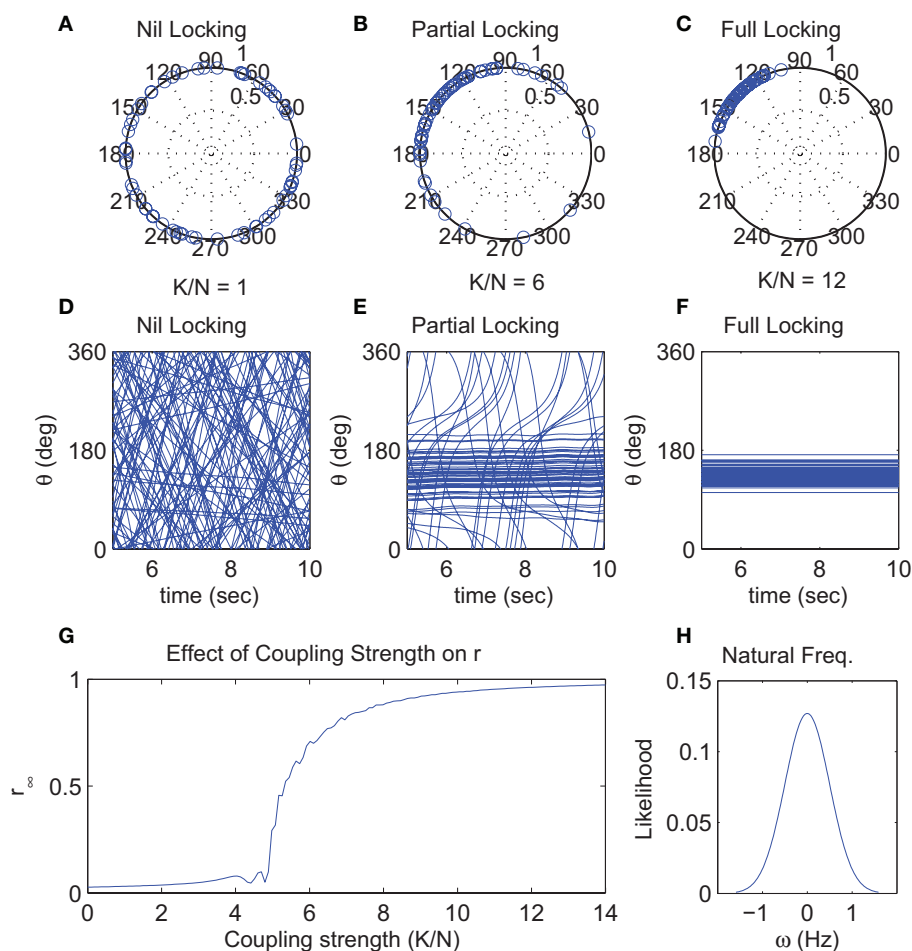 A B C
Nil Locking Partial Locking Full Locking
90 1 90 1 90 1
120 60 120 60 120 60
0.5 0.5 0.5
150 30 150 30 150 30
180 0 180 0 180 0
210 330 210 330 210 330
240 300 240 300 240 300
270 270 270
K/N = 1 K/N = 6 K/N = 12
D E F
Nil Locking Partial Locking Full Locking
360 360 360
θ (deg) θ (deg) θ (deg)
180 180 180
0 0 0
6 8 10 6 8 10 6 8 10
time (sec) time (sec) time (sec)
G H
Effect of Coupling Strength on r Natural Freq.
1 0.15
r∞ 0.5 Likelihood 0.1
0.05
0 0
0 2 4 6 8 10 12 14 −1 0 1
Coupling strength (K/N) ω (Hz)